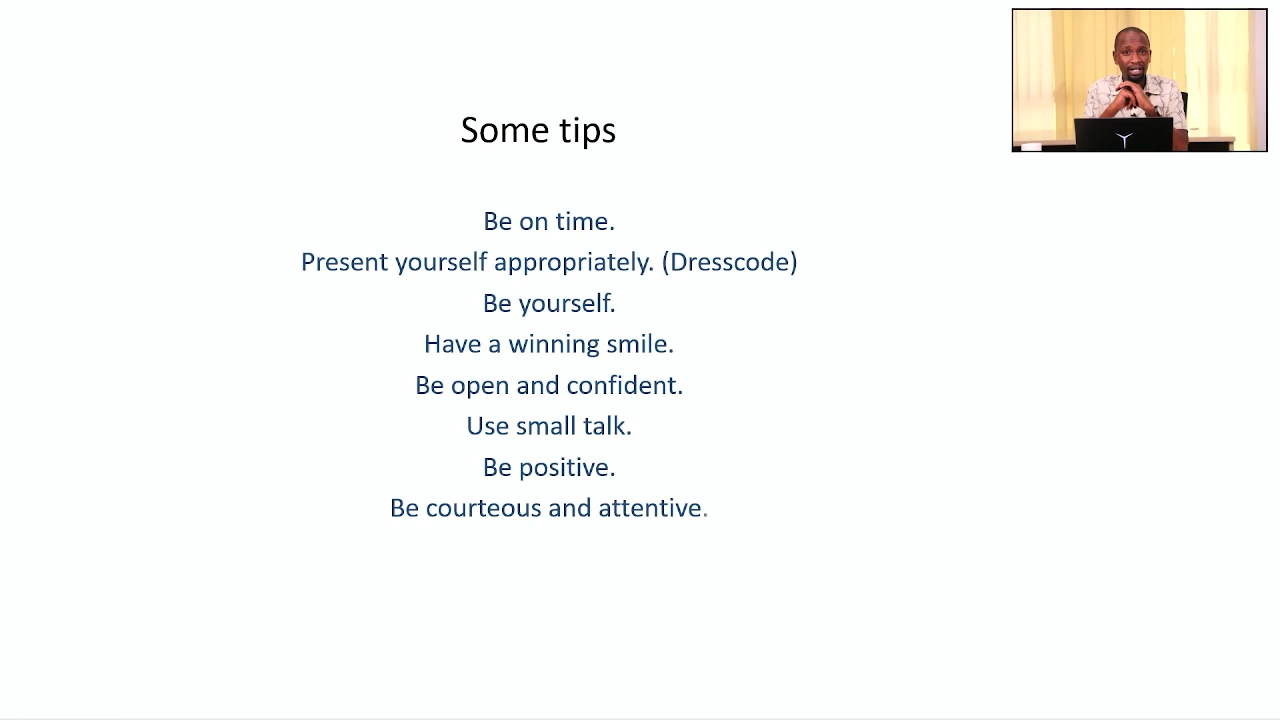 Some tips
Be on time.
Present yourself appropriately. (Dresscode)
Be yourself.
Have a winning smile.
Be open and confident.
Use small talk.
Be positive.
Be courteous and attentive.